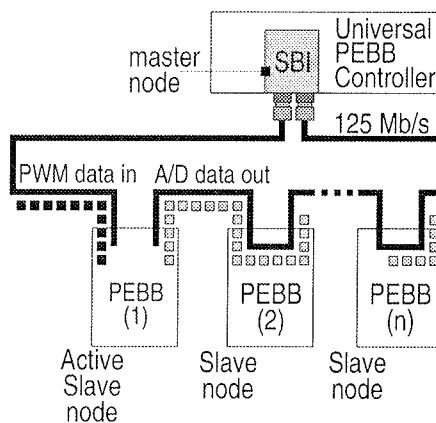 Universal
PEBB
Controller
SBI
master
node
125 Mb/s
PWM data in
A/D data out
PEBB
(1)
PEBB
(2)
PEBB
(n)
Active
Slave
node
Slave
node
Slave
node